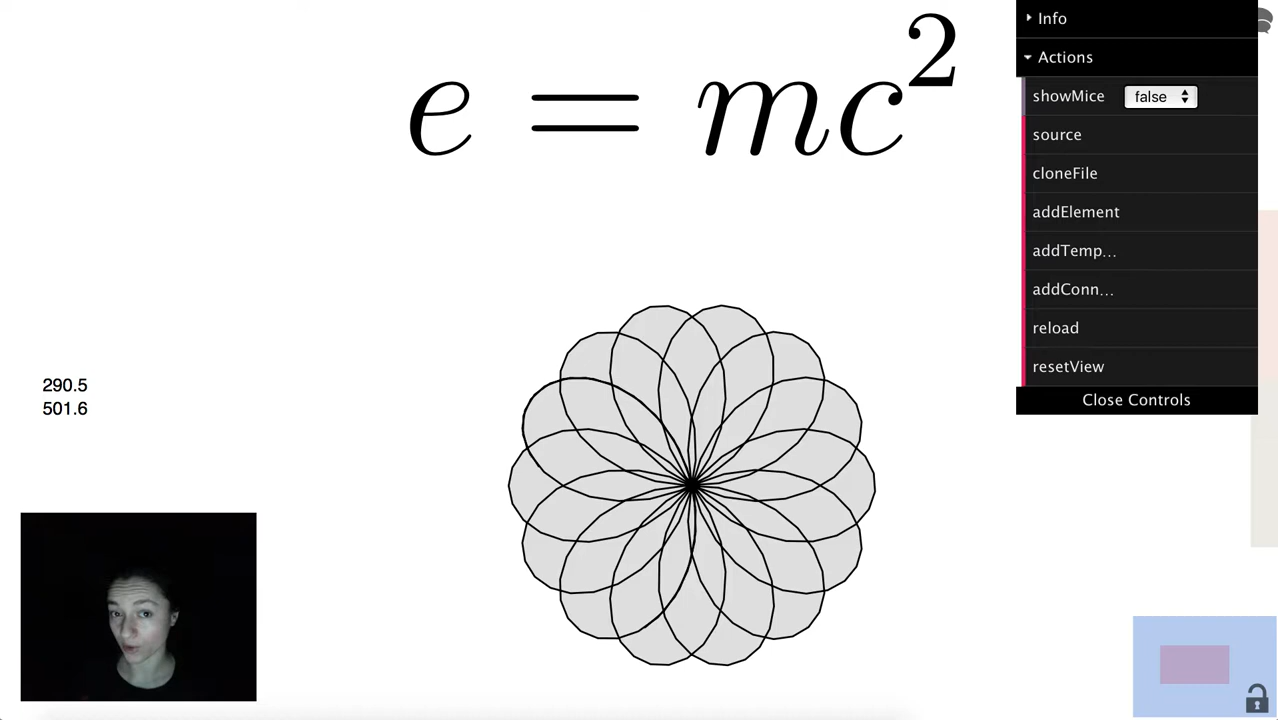 e = mc²
Info
Actions
showMice false
source
cloneFile
addElement
addTemp...
addConn...
reload
resetView
Close Controls
290.5
501.6